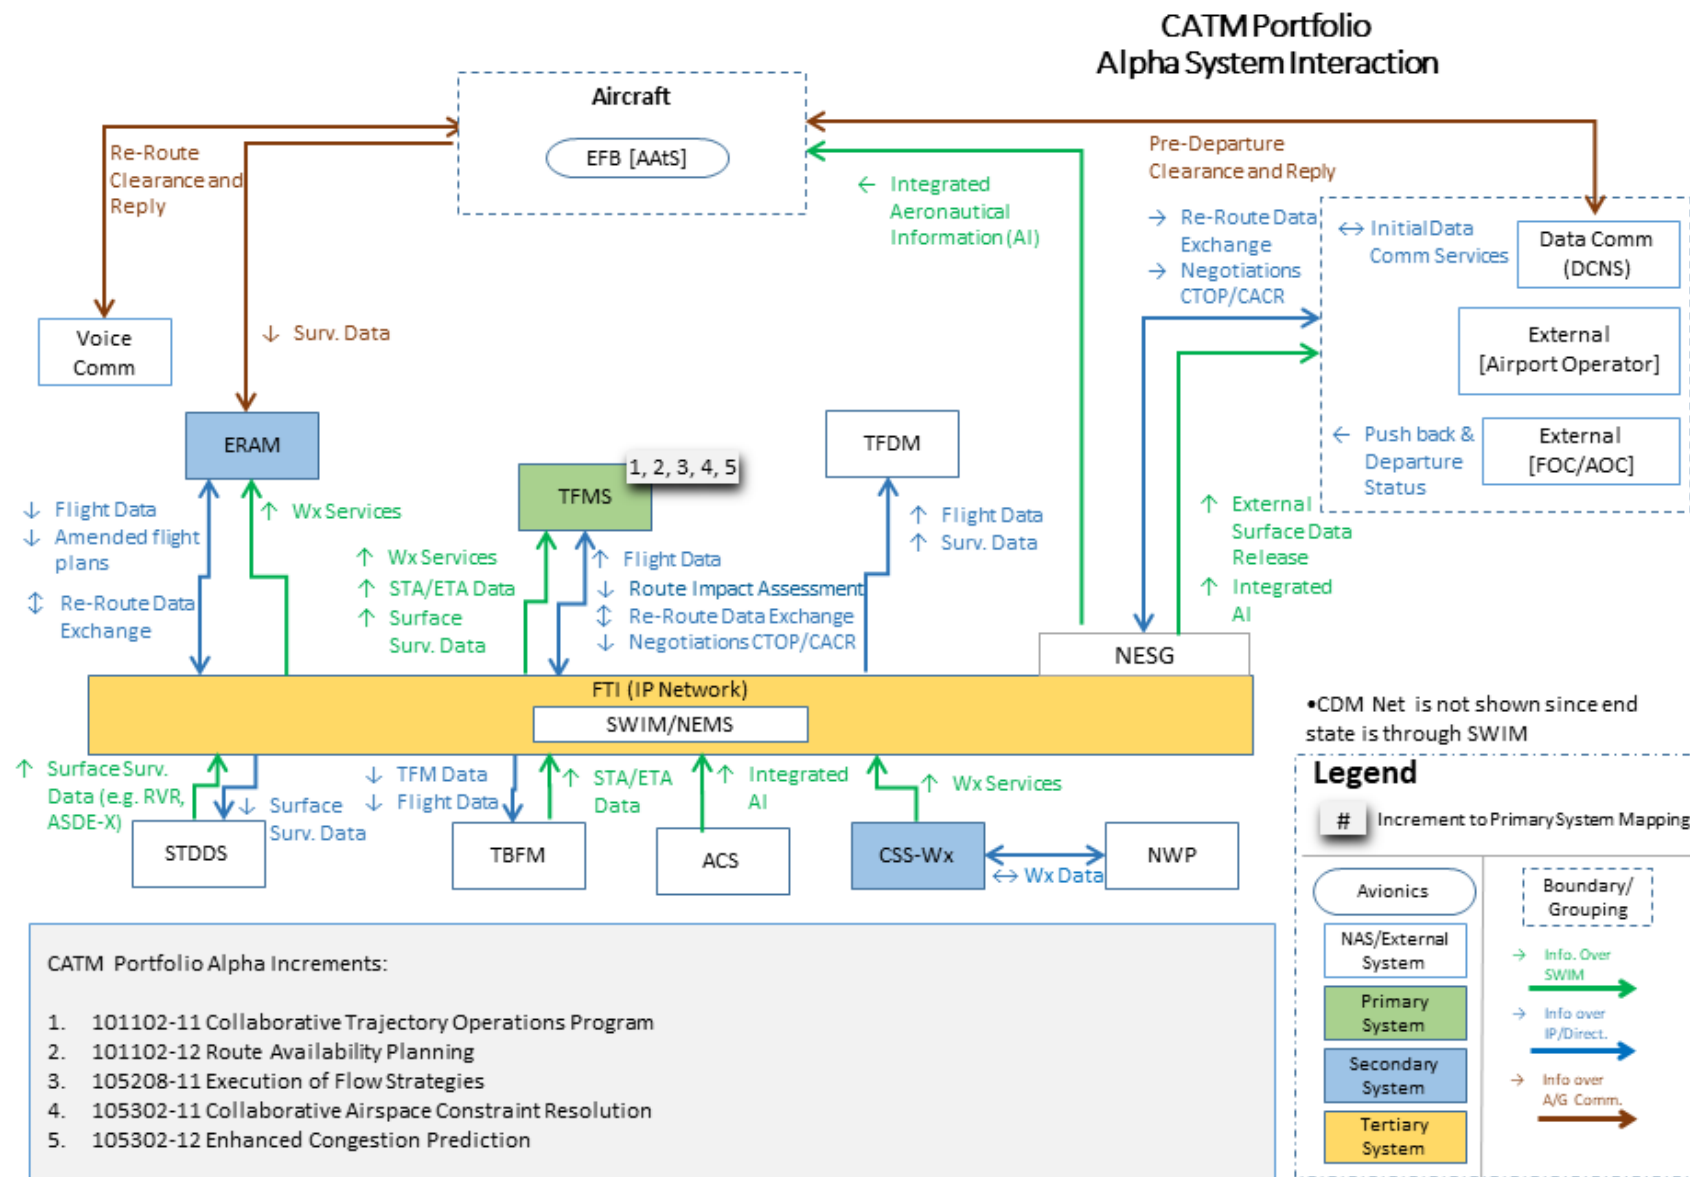 CATM Portfolio
Alpha System Interaction
Aircraft
EFB [AAtS]
Re-Route
Clearance and
Reply
← Integrated
Aeronautical
Information (AI)
Pre-Departure
Clearance and Reply
→ Re-Route Data
Exchange
→ Negotiations
CTOP/CACR
↔ Initial Data
Comm Services
Data Comm
(DCNS)
External
[Airport Operator]
← Push back &
Departure
Status
External
[FOC/AOC]
Voice
Comm
↓ Surv. Data
ERAM
TFMS
1, 2, 3, 4, 5
TFDM
↓ Flight Data
↓ Amended flight
plans
↕ Re-Route Data
Exchange
↑ Wx Services
↑ Wx Services
↑ STA/ETA Data
↑ Surface
Surv. Data
↑ Flight Data
↓ Route Impact Assessment
↕ Re-Route Data Exchange
↓ Negotiations CTOP/CACR
↑ Flight Data
↑ Surv. Data
↑ External
Surface Data
Release
↑ Integrated
AI
NESG
FTI (IP Network)
SWIM/NEMS
↑ Surface Surv.
Data (e.g. RVR,
ASDE-X)
↓ Surface
Surv. Data
↓ TFM Data
↓ Flight Data
↑ STA/ETA
Data
↑ Integrated
AI
↑ Wx Services
STDDS
TBFM
ACS
CSS-Wx
↔ Wx Data
NWP
•CDM Net is not shown since end
state is through SWIM
Legend
# Increment to Primary System Mapping
Avionics
NAS/External
System
Primary
System
Secondary
System
Tertiary
System
Boundary/
Grouping
→ Info. Over
SWIM
→ Info over
IP/Direct.
→ Info over
A/G Comm.
CATM Portfolio Alpha Increments:
1. 101102-11 Collaborative Trajectory Operations Program
2. 101102-12 Route Availability Planning
3. 105208-11 Execution of Flow Strategies
4. 105302-11 Collaborative Airspace Constraint Resolution
5. 105302-12 Enhanced Congestion Prediction